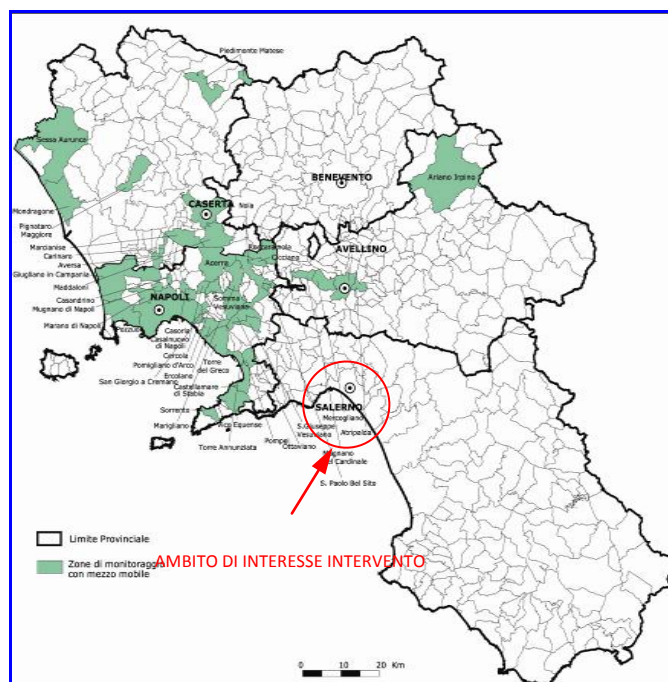 Piedimonte Matese
Sessa Aurunca
BENEVENTO
Ariano Irpino
Mondragone
CASERTA
Nola
Pignataro
Maggiore
Marcianise
Carinaro
Aversa
Giugliano in Campania
Maddaloni
Casandrino
Mugnano di Napoli
Marano di Napoli
Acerra
Cicciano
AVELLINO
NAPOLI
Somma
Vesuviana
Pozzuoli
Casoria
Casalnuovo
di Napoli
Cercola
Pomigliano d'Arco
Ercolano
San Giorgio a Cremano
Torre
del Greco
Castellamare
di Stabia
Sorrento
Marigliano
Vico Equense
Torre Annunziata
Pompei
Ottaviano
SALERNO
Mercogliano
S.Giuseppe
Vesuviano
Atripalda
Mugnano
del Cardinale
S. Paolo Bel Sito
Limite Provinciale
Zone di monitoraggio
con mezzo mobile
AMBITO DI INTERESSE INTERVENTO
0 10 20 Km